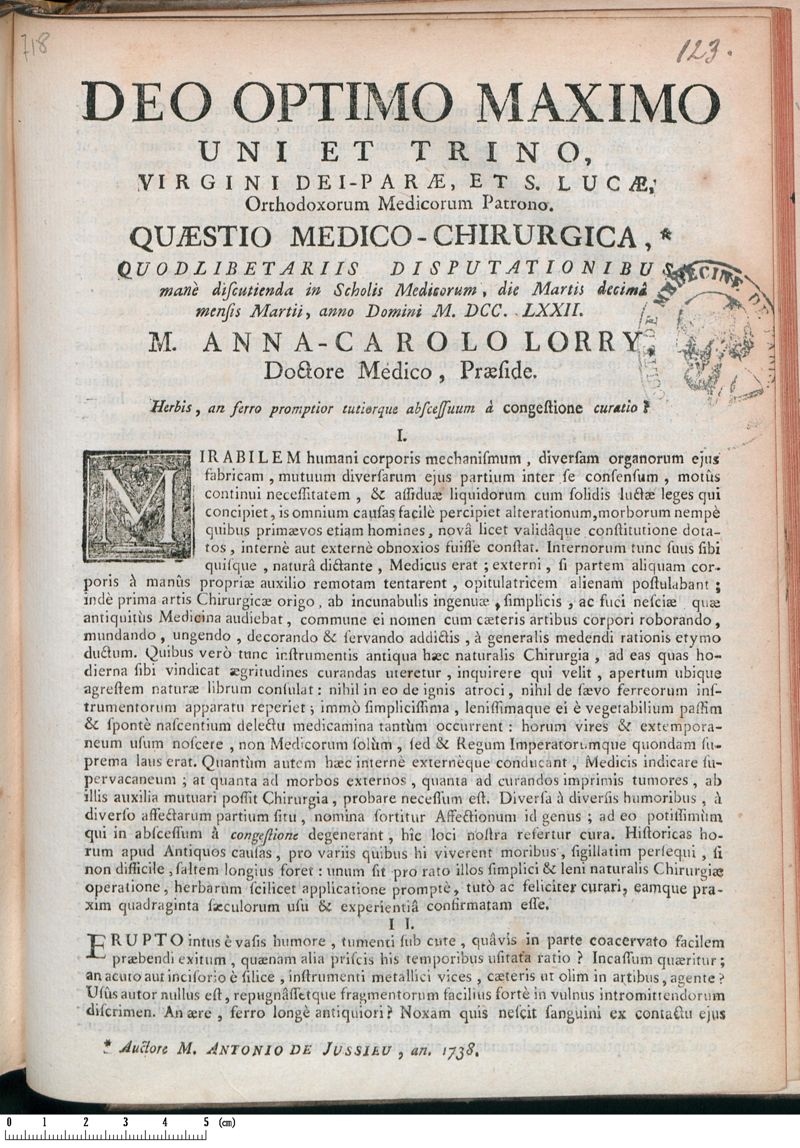 718
123.
DEO OPTIMO MAXIMO
UNI ET TRINO,
VIRGINI DEI-PARÆ, ET S. LUCÆ,
Orthodoxorum Medicorum Patrono.
QUÆSTIO MEDICO-CHIRURGICA,*
QUODLIBETARIIS DISPUTATIONIBUS
manè diſcutienda in Scholis Medicorum, die Martis decimâ
menſis Martii, anno Domini M. DCC. LXXII.
M. ANNA-CAROLO LORRY
Doctore Medico, Præſide.
Herbis, an ferro promptior tutiorque abſceſſuum à congeſtione curatio?
I.
MIRABILEM humani corporis mechaniſmum, diverſam organorum ejus
fabricam, mutuum diverſarum ejus partium inter ſe conſenſum, motûs
continui neceſſitatem, & aſſiduæ liquidorum cum ſolidis luctæ leges qui
concipiet, is omnium cauſas facilè percipiet alterationum, morborum nempè
quibus primævos etiam homines, novâ licet validâque conſtitutione dota-
tos, internè aut externè obnoxios fuiſſe conſtat. Internorum tunc ſuus ſibi
quiſque, naturâ dictante, Medicus erat; externi, ſi partem aliquam cor-
poris à manûs propriæ auxilio remotam tentarent, opitulatricem alienam poſtulabant;
indè prima artis Chirurgicæ origo, ab incunabulis ingenuæ, ſimplicis, ac fuci neſciæ quæ
antiquitùs Medicina audiebat, commune ei nomen cum cæteris artibus corpori roborando,
mundando, ungendo, decorando & ſervando addictis, à generalis medendi rationis etymo
ductum. Quibus verò tunc inſtrumentis antiqua hæc naturalis Chirurgia, ad eas quas ho-
dierna ſibi vindicat ægritudines curandas uteretur, inquirere qui velit, apertum ubique
agreſtem naturæ librum conſulat: nihil in eo de ignis atroci, nihil de ſævo ferreorum inſ-
trumentorum apparatu reperiet; immò ſimpliciſſima, leniſſimaque ei è vegetabilium paſſim
& ſpontè naſcentium delectu medicamina tantùm occurrent: horum vires & extempora-
neum uſum noſcere, non Medicorum ſolùm, ſed & Regum Imperatorumque quondam ſu-
prema laus erat. Quantùm autem hæc internè externèque conducant, Medicis indicare ſu-
pervacaneum; at quanta ad morbos externos, quanta ad curandos imprimis tumores, ab
illis auxilia mutuari poſſit Chirurgia, probare neceſſum eſt. Diverſa à diverſis humoribus, à
diverſo affectarum partium ſitu, nomina ſortitur Affectionum id genus; ad eo potiſſimùm
qui in abſceſſum à congeſtione degenerant, hîc loci noſtra refertur cura. Hiſtoricas ho-
rum apud Antiquos cauſas, pro variis quibus hi viverent moribus, ſigillatim perſequi, ſi
non difficile, ſaltem longius foret: unum ſit pro rato illos ſimplici & leni naturalis Chirurgiæ
operatione, herbarùm ſcilicet applicatione promptè, tutò ac feliciter curari, eamque pra-
xim quadraginta ſæculorum uſu & experientiâ confirmatam eſſe.
I I.
ERUPTO intus è vaſis humore, tumenti ſub cute, quâvis in parte coacervato facilem
præbendi exitum, quænam alia priſcis his temporibus uſitata ratio? Incaſſum quæritur;
an acuto aut inciſorio è ſilice, inſtrumenti metallici vices, cæteris ut olim in artibus, agente?
Uſûs autor nullus eſt, repugnâſſetque fragmentorum facilius fortè in vulnus intromittendorum
diſcrimen. An ære, ferro longè antiquiori? Noxam quis neſcit ſanguini ex contactu ejus
* Auctore M. ANTONIO DE JUSSIEU, an. 1738.
0 1 2 3 4 5 (cm)